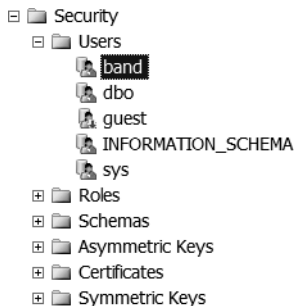 Security
Users
band
dbo
guest
INFORMATION_SCHEMA
sys
Roles
Schemas
Asymmetric Keys
Certificates
Symmetric Keys